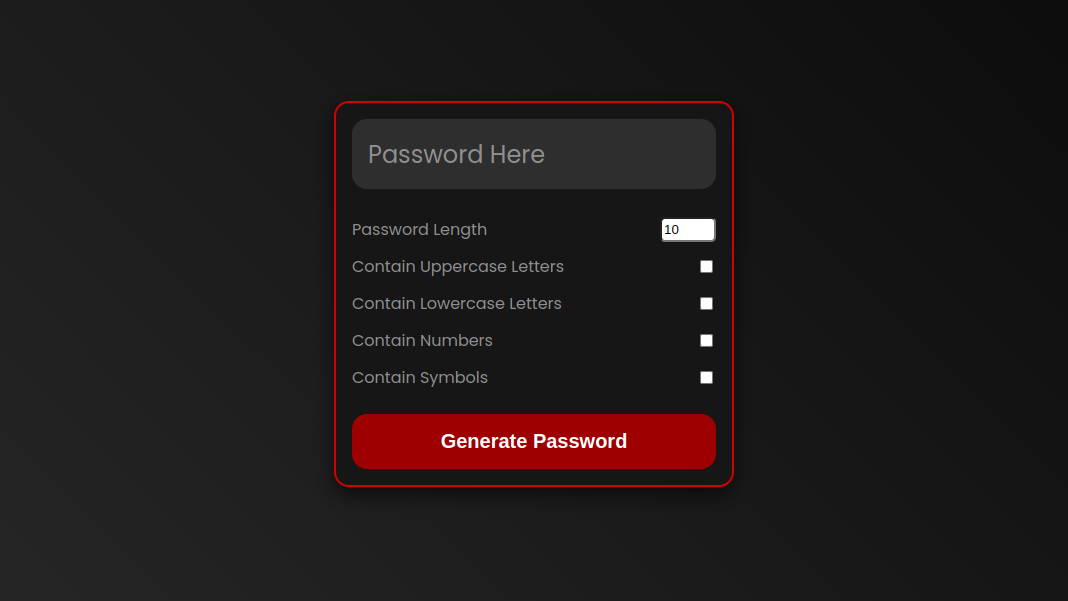 Password Here
Password Length 10
Contain Uppercase Letters
Contain Lowercase Letters
Contain Numbers
Contain Symbols
Generate Password